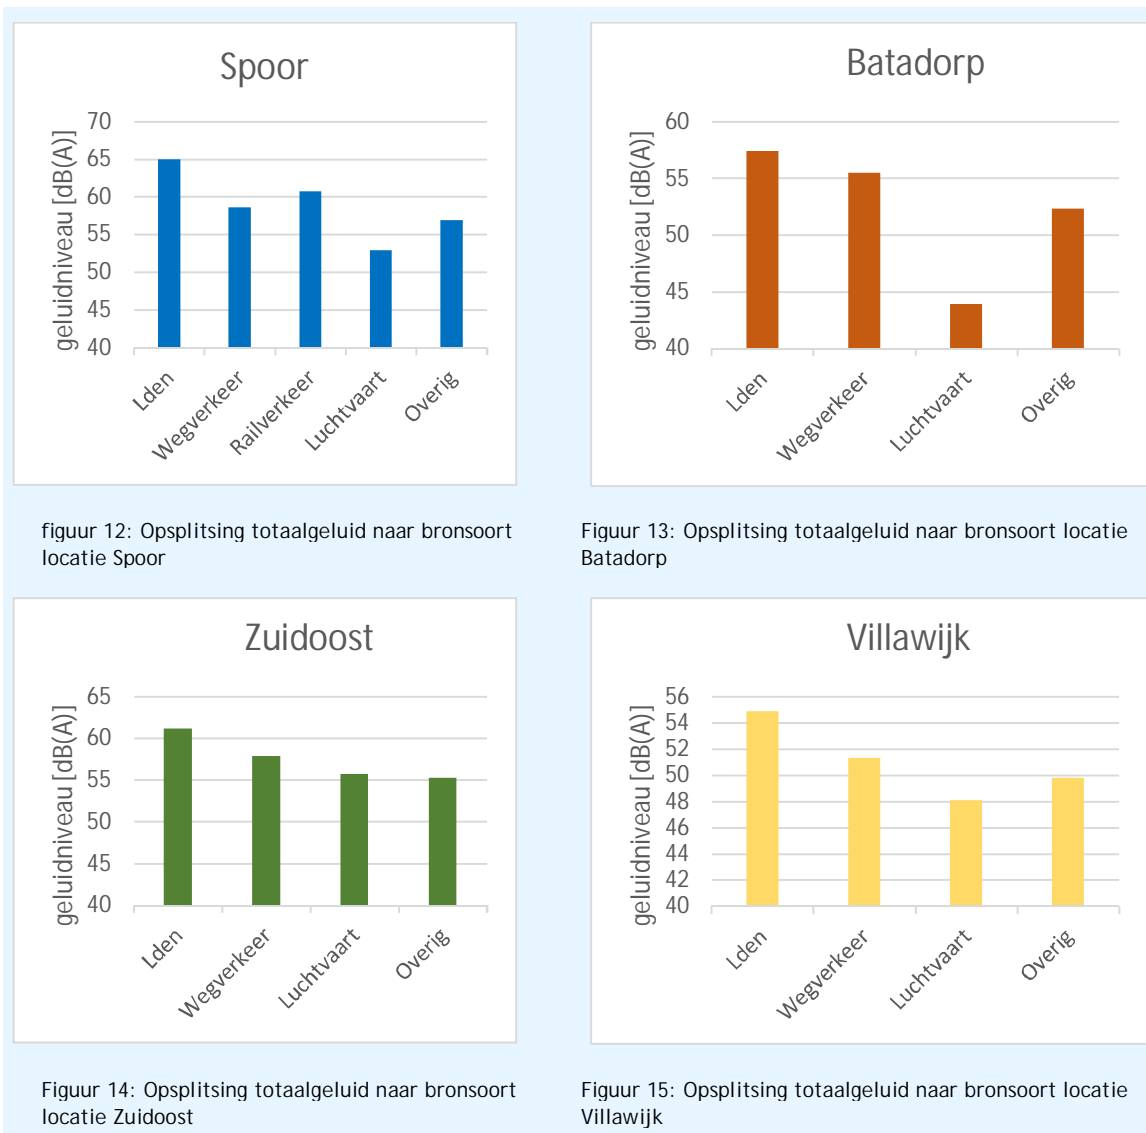 Spoor
geluidniveau [dB(A)]
70
65
60
55
50
45
40
Lden
Wegverkeer
Railverkeer
Luchtvaart
Overig
figuur 12: Opsplitsing totaalgeluid naar bronsoort
locatie Spoor
Batadorp
geluidniveau [dB(A)]
60
55
50
45
40
Lden
Wegverkeer
Luchtvaart
Overig
Figuur 13: Opsplitsing totaalgeluid naar bronsoort locatie
Batadorp
Zuidoost
geluidniveau [dB(A)]
65
60
55
50
45
40
Lden
Wegverkeer
Luchtvaart
Overig
Figuur 14: Opsplitsing totaalgeluid naar bronsoort
locatie Zuidoost
Villawijk
geluidniveau [dB(A)]
56
54
52
50
48
46
44
42
40
Lden
Wegverkeer
Luchtvaart
Overig
Figuur 15: Opsplitsing totaalgeluid naar bronsoort locatie
Villawijk